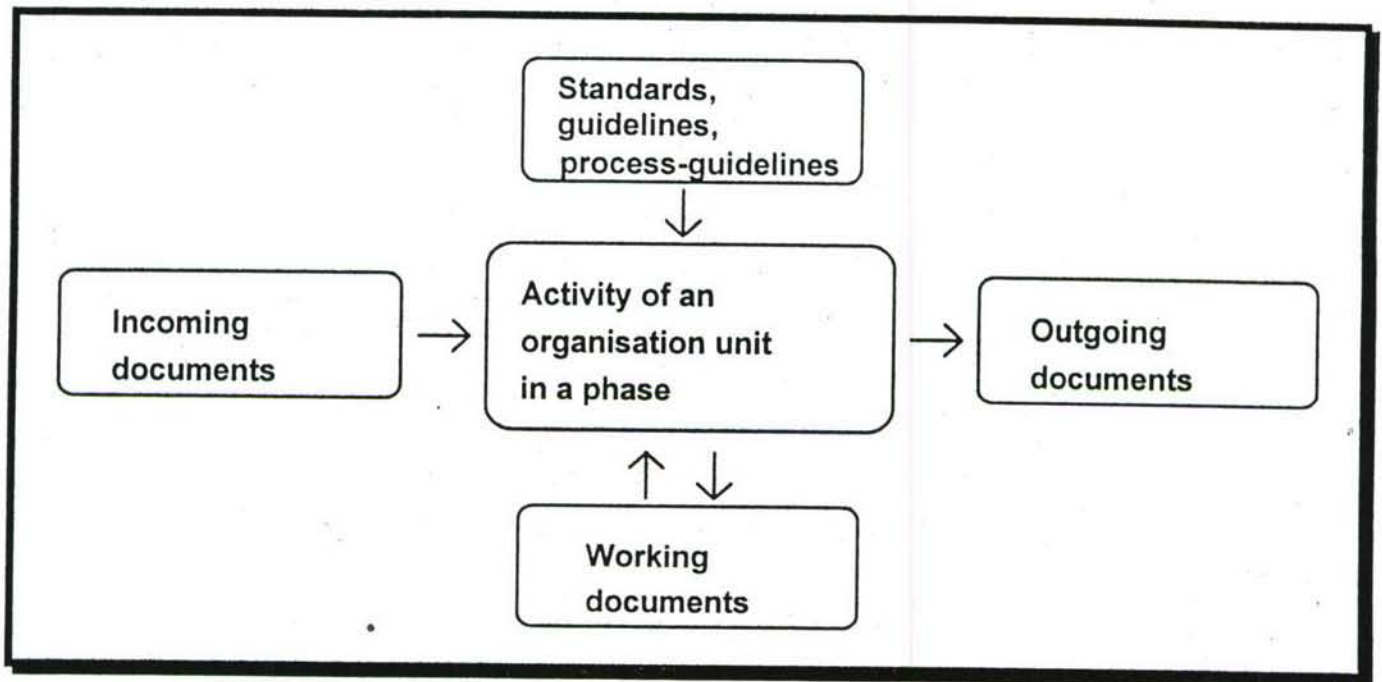 Standards,
guidelines,
process-guidelines
Incoming
documents
Activity of an
organisation unit
in a phase
Outgoing
documents
Working
documents